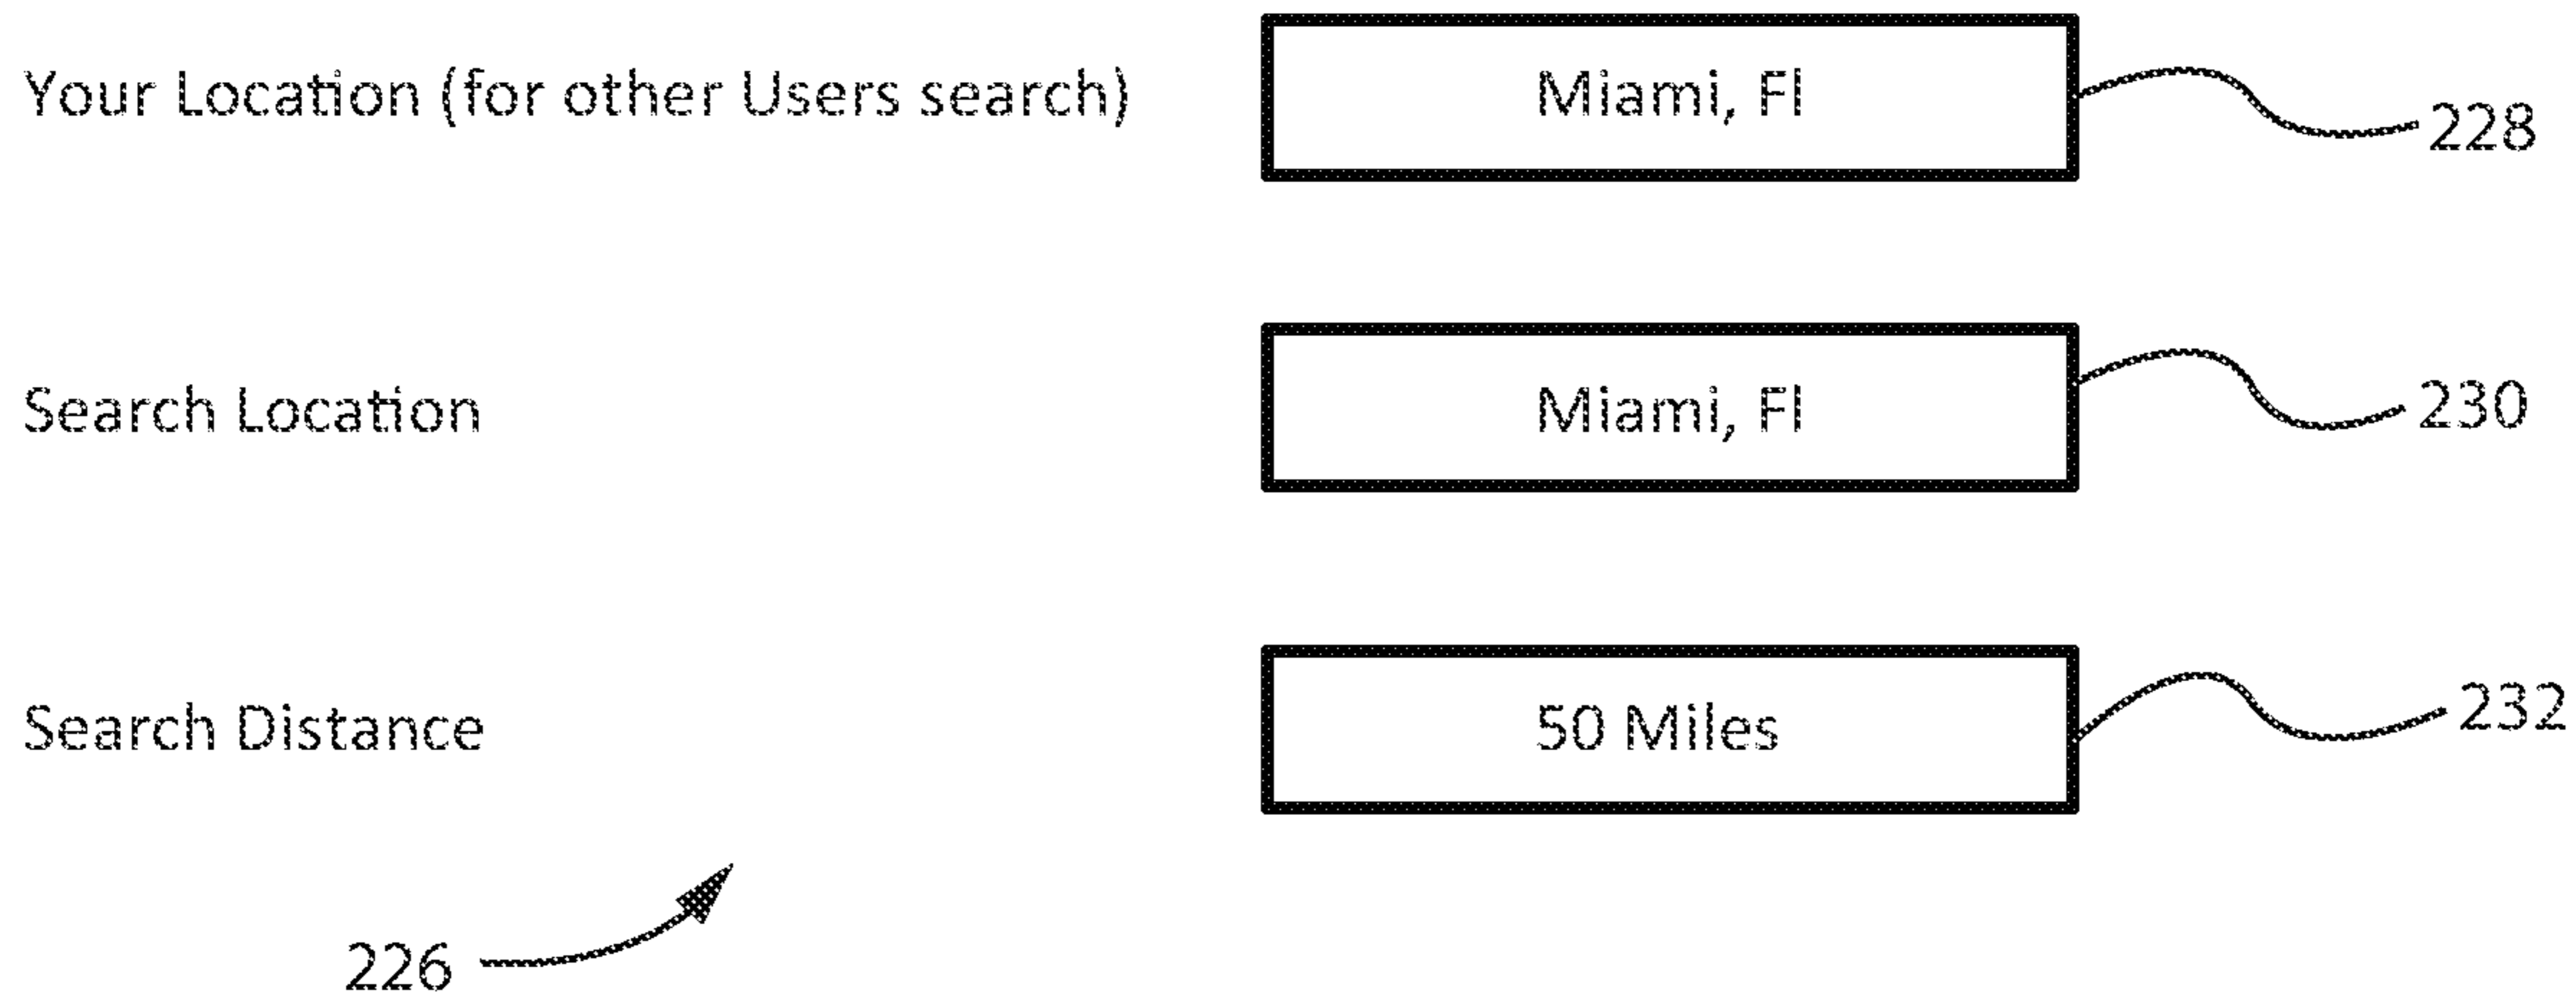 Your Location (for other Users search) Miami, Fl 228
Search Location Miami, Fl 230
Search Distance 50 Miles 232
226